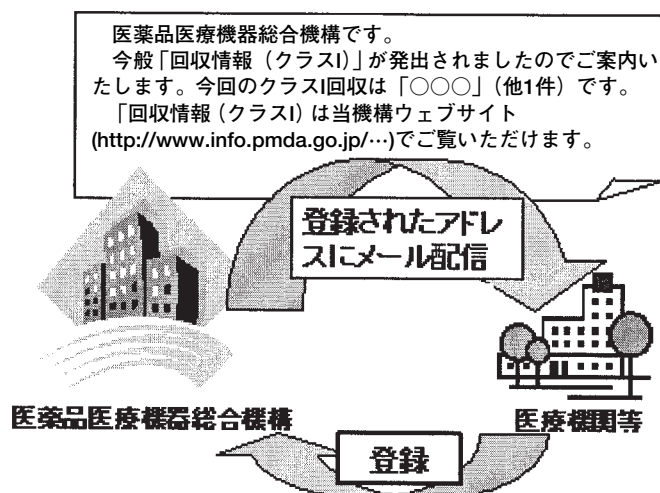 医薬品医療機器総合機構です。
今般「回収情報（クラスI）」が発出されましたのでご案内い
たします。今回のクラスI回収は「○○○」（他1件）です。
「回収情報（クラスI）は当機構ウェブサイト
(http://www.info.pmda.go.jp/…)でご覧いただけます。
登録されたアドレ
スにメール配信
医薬品医療機器総合機構
医療機関等
登録